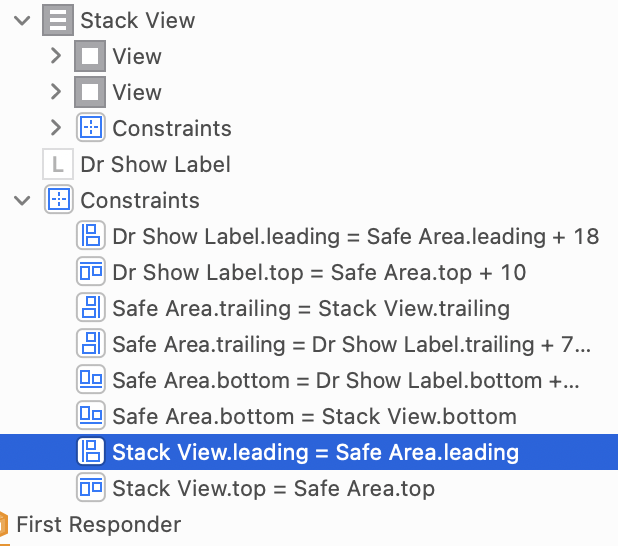 Stack View
View
View
Constraints
L Dr Show Label
Constraints
Dr Show Label.leading = Safe Area.leading + 18
Dr Show Label.top = Safe Area.top + 10
Safe Area.trailing = Stack View.trailing
Safe Area.trailing = Dr Show Label.trailing + 7...
Safe Area.bottom = Dr Show Label.bottom +...
Safe Area.bottom = Stack View.bottom
Stack View.leading = Safe Area.leading
Stack View.top = Safe Area.top
First Responder